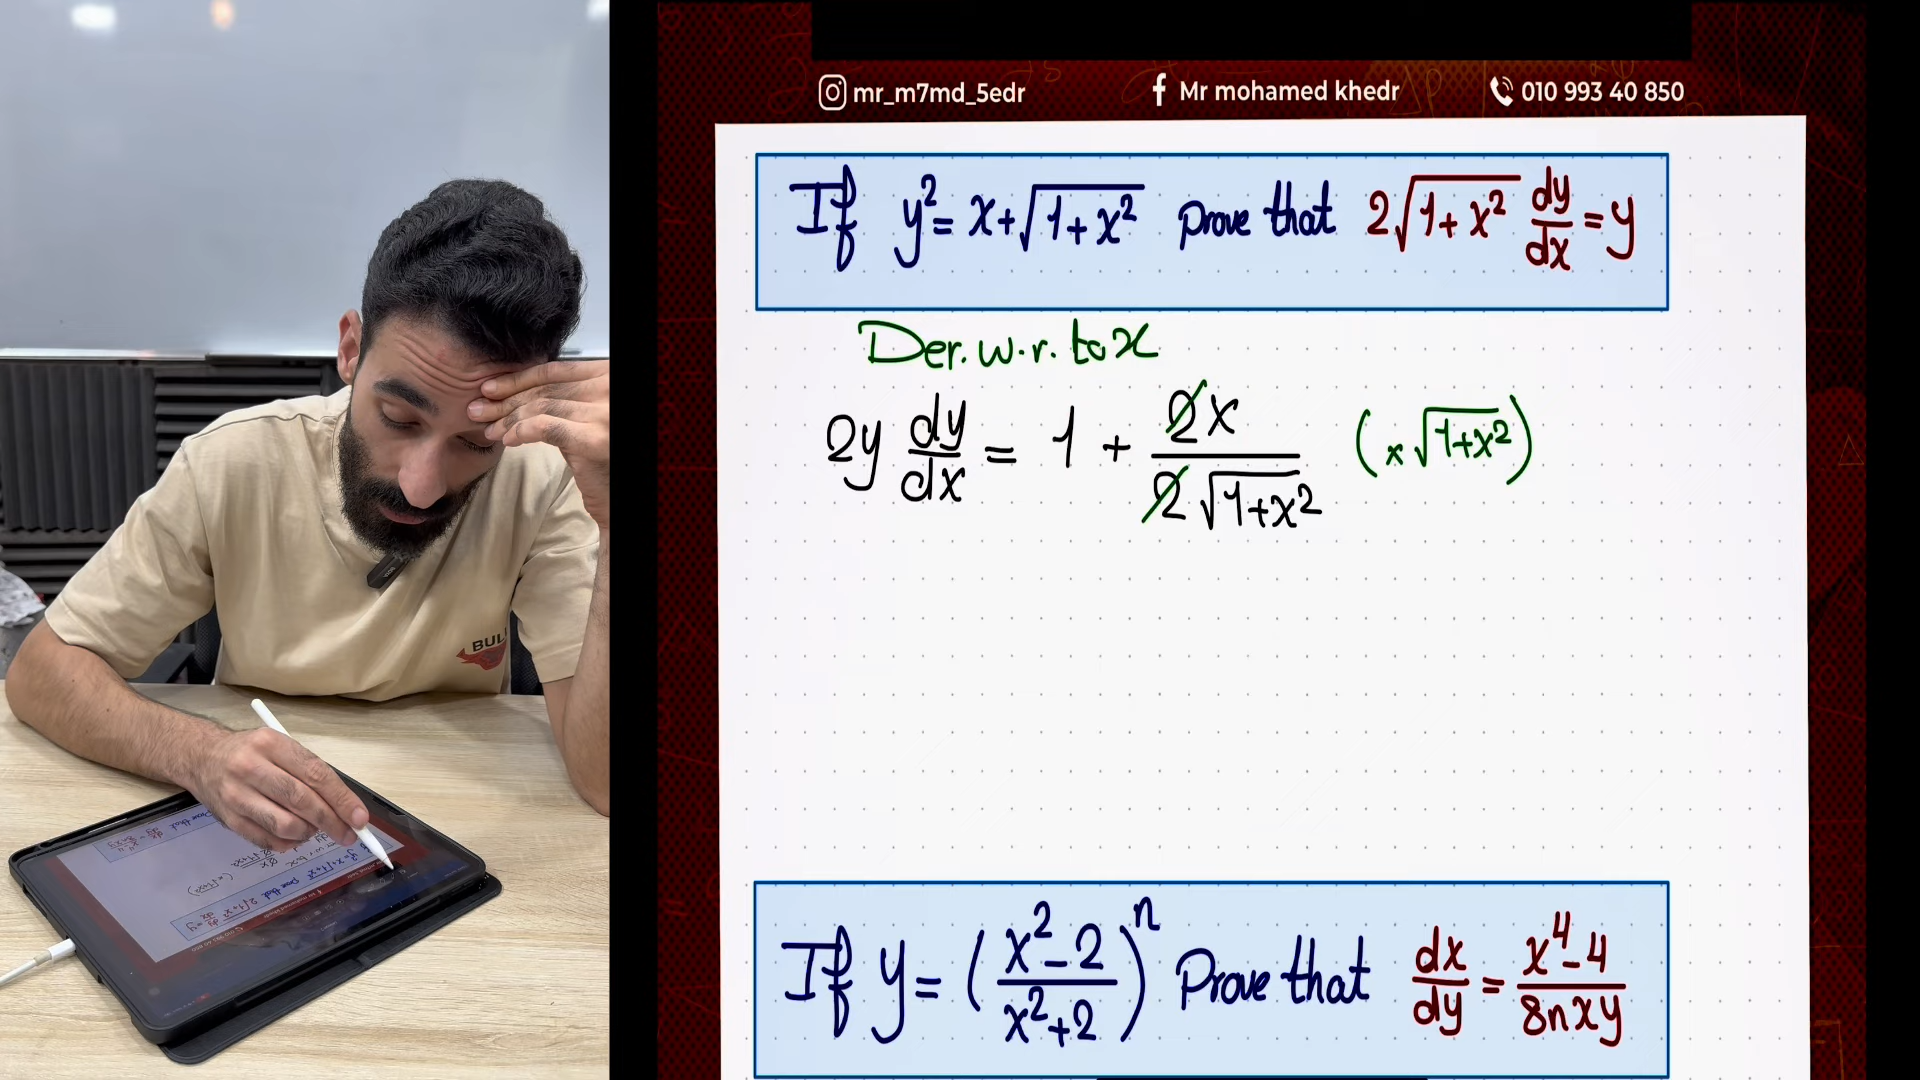 mr_m7md_5edr Mr mohamed khedr 010 993 40 850
If y² = x + √(1 + x²) prove that 2√(1 + x²) dy/dx = y
Der. w.r. to x
2y dy/dx = 1 + 2x/(2√(1+x²)) (× √(1+x²))
If y = ((x² - 2)/(x² + 2))ⁿ Prove that dx/dy = (x⁴ - 4)/(8nxy)
BULL